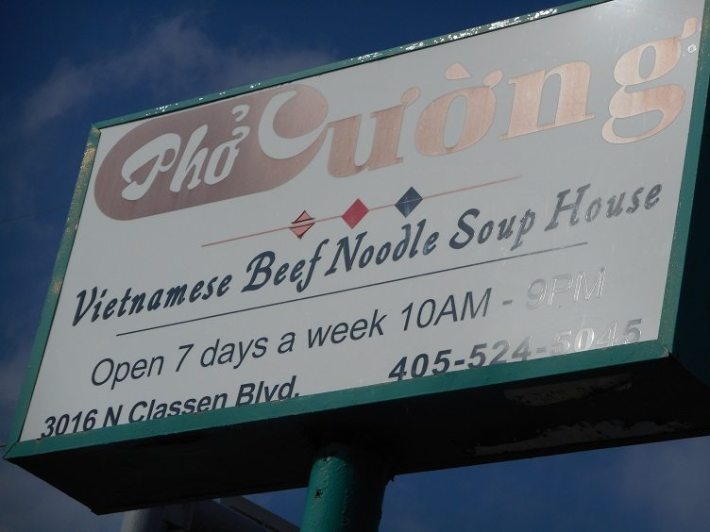 Phở Cường
Vietnamese Beef Noodle Soup House
Open 7 days a week 10AM - 9PM
3016 N Classen Blvd. 405-524-5045